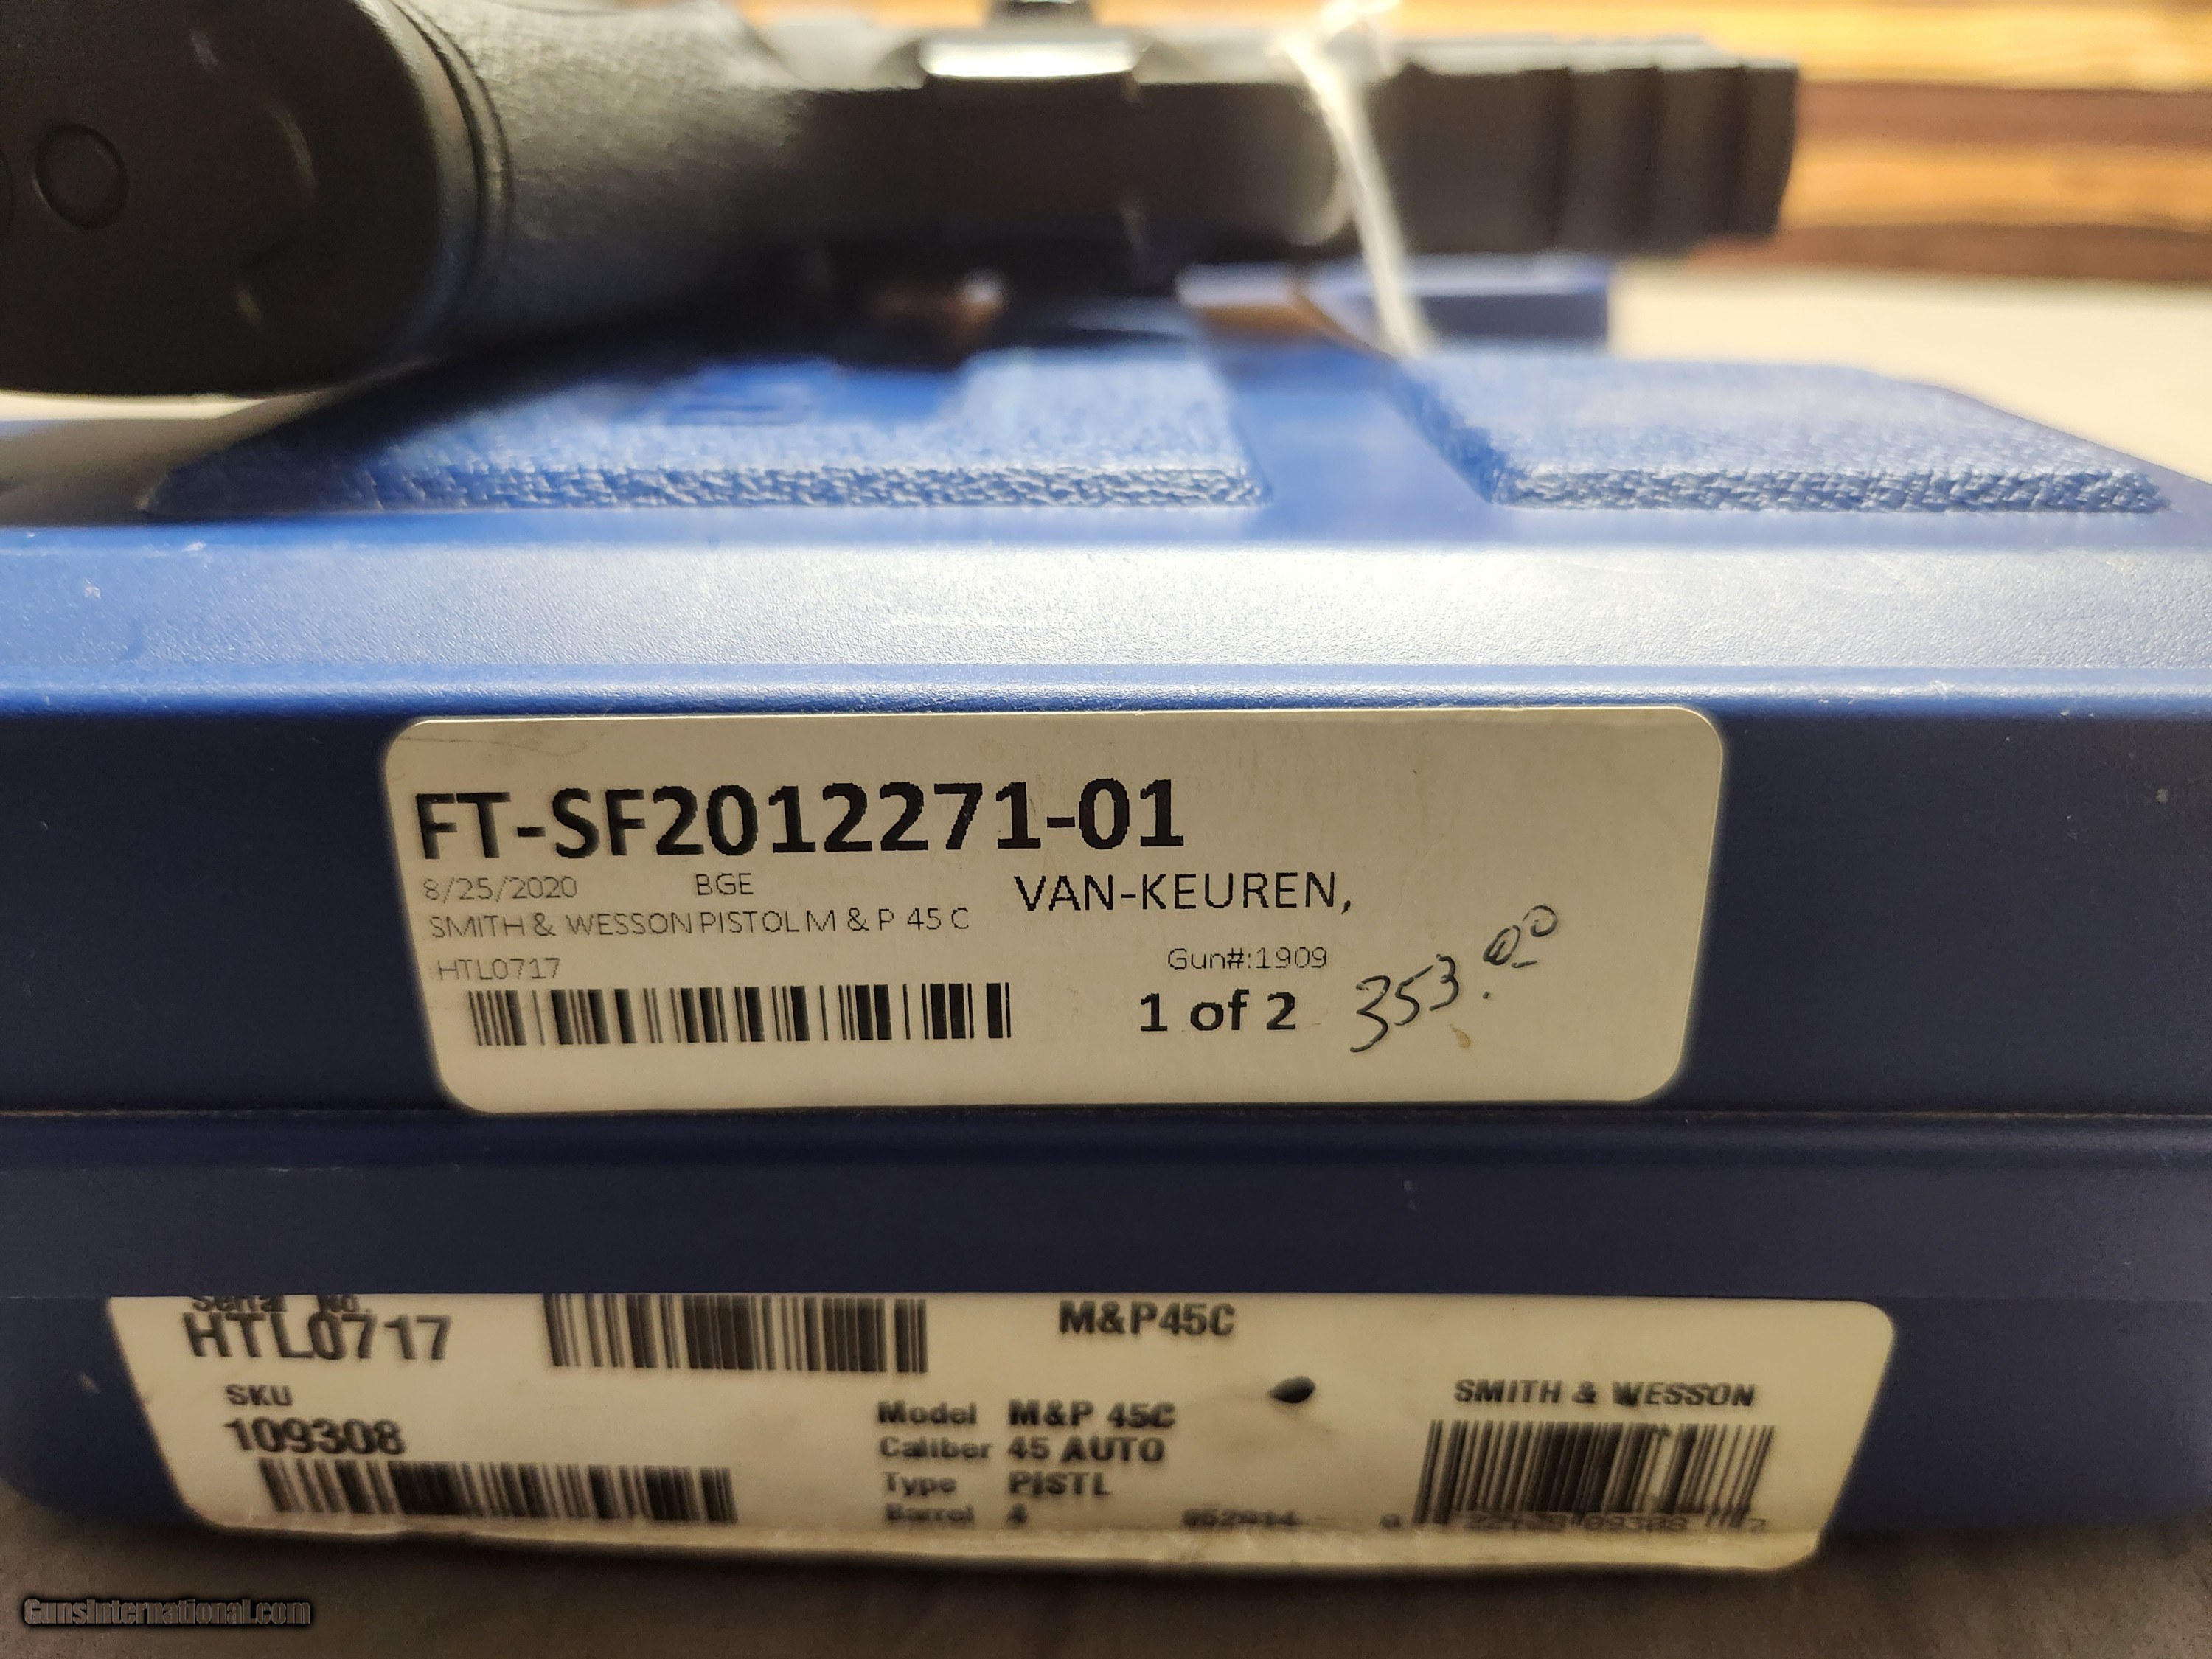 FT-SF2012271-01
8/25/2020 BGE VAN-KEUREN,
SMITH & WESSON PISTOL M & P 45 C
HTL0717 Gun#:1909
1 of 2 353.00
Serial No.
HTL0717 M&P45C
SKU
109308
Model M&P 45C
Caliber 45 AUTO
Type PISTL
Barrel 4
SMITH & WESSON
GunsInternational.com